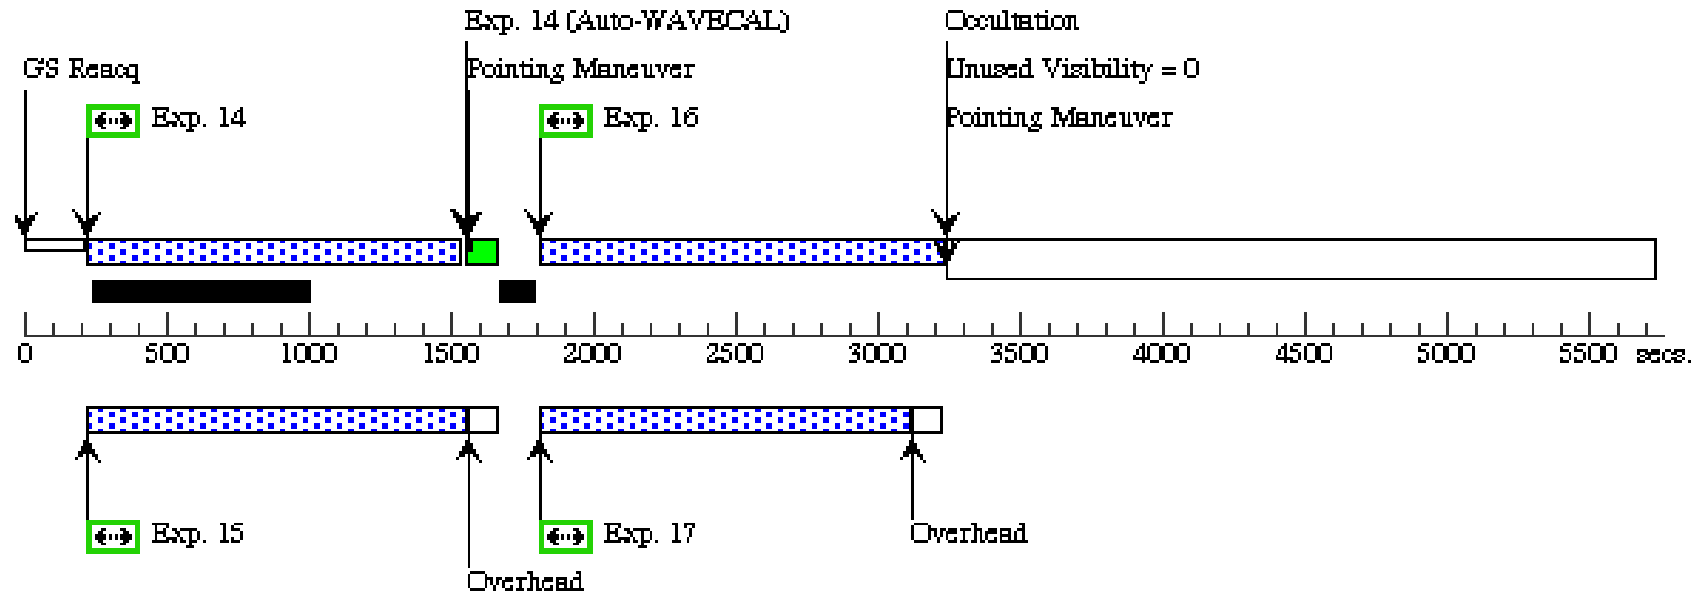 Exp. 14 (Auto-WAVECAL)
Occultation
GS Reacq
Pointing Maneuver
Unused Visibility = 0
Exp. 14
Exp. 16
Pointing Maneuver
0 500 1000 1500 2000 2500 3000 3500 4000 4500 5000 5500 secs.
Exp. 15
Exp. 17
Overhead
Overhead